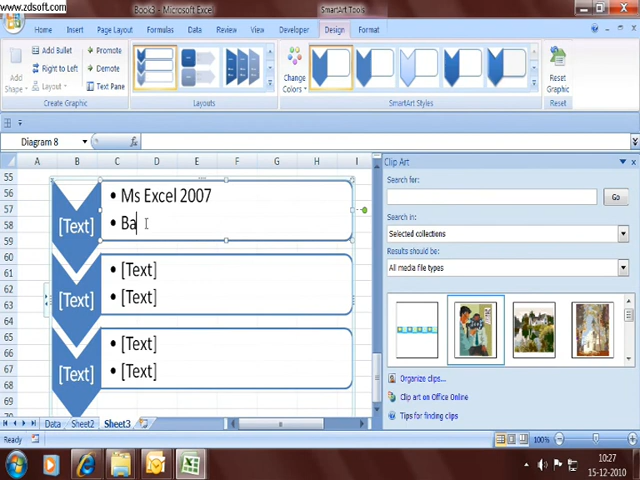 www.zdsoft.com
Book3 - Microsoft Excel
SmartArt Tools
Home
Insert
Page Layout
Formulas
Data
Review
View
Design
Format
Add Shape
Add Bullet
Right to Left
Layout
Promote
Demote
Text Pane
Create Graphic
Layouts
Change Colors
SmartArt Styles
Reset Graphic
Reset
Diagram 8
fx
A B C D E F G H I
55
56
57
58
59
60
61
62
63
64
65
66
67
68
69
70
[Text]
• Ms Excel 2007
• Ba
[Text]
• [Text]
• [Text]
[Text]
• [Text]
• [Text]
Clip Art
Search for:
Go
Search in:
Selected collections
Results should be:
All media file types
Organize clips...
Clip art on Office Online
Tips for finding clips
Data Sheet2 Sheet3
Ready
100%
10:27
15-12-2010